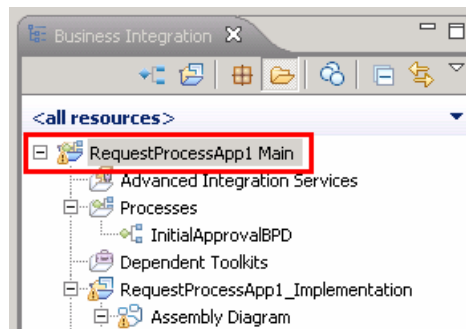 Business Integration
<all resources>
RequestProcessApp1 Main
Advanced Integration Services
Processes
InitialApprovalBPD
Dependent Toolkits
RequestProcessApp1_Implementation
Assembly Diagram